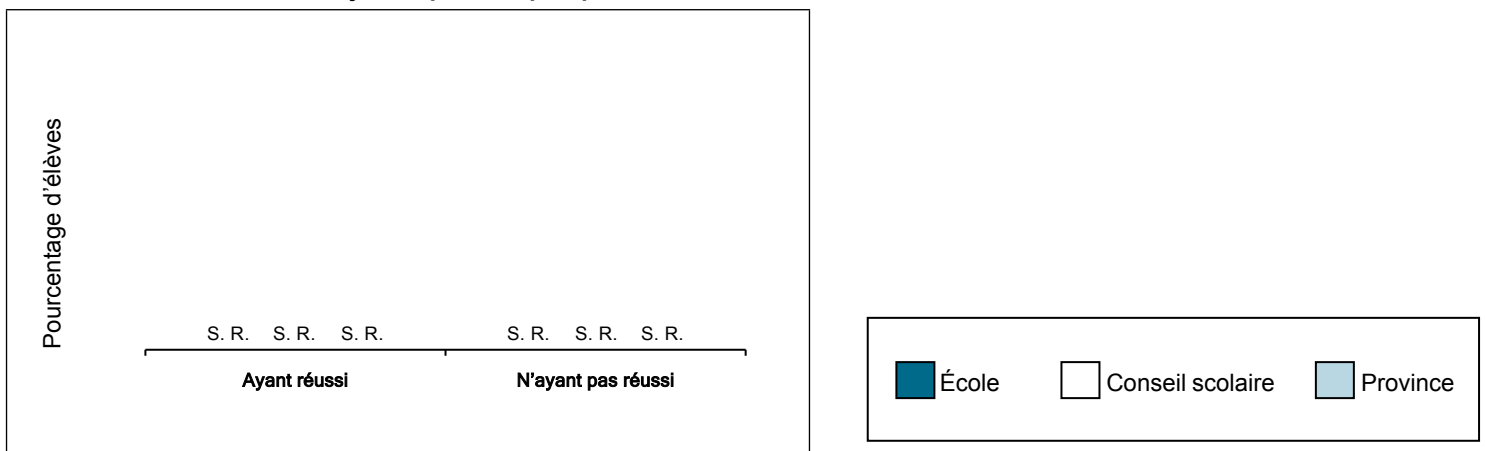 Pourcentage d'élèves
S. R. S. R. S. R. S. R. S. R. S. R.
Ayant réussi N'ayant pas réussi
École Conseil scolaire Province